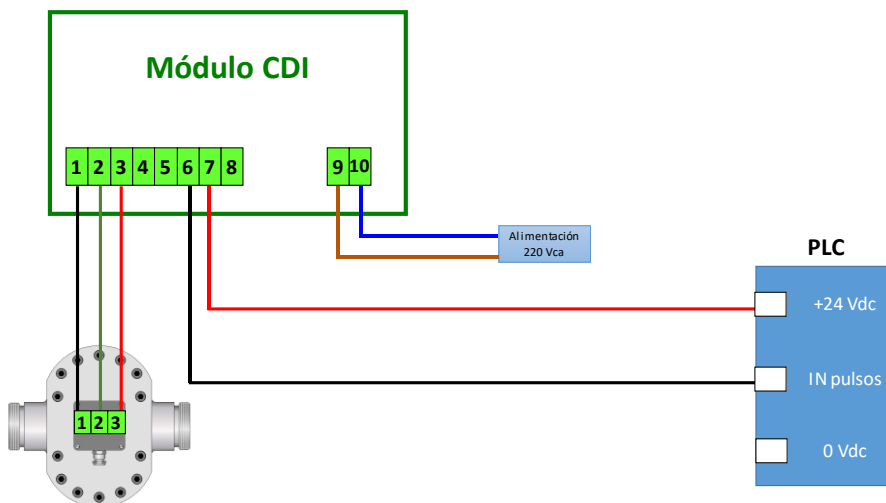 Módulo CDI
1 2 3 4 5 6 7 8 9 10
Alimentación
220 Vca
PLC
+24 Vdc
IN pulsos
0 Vdc
1 2 3